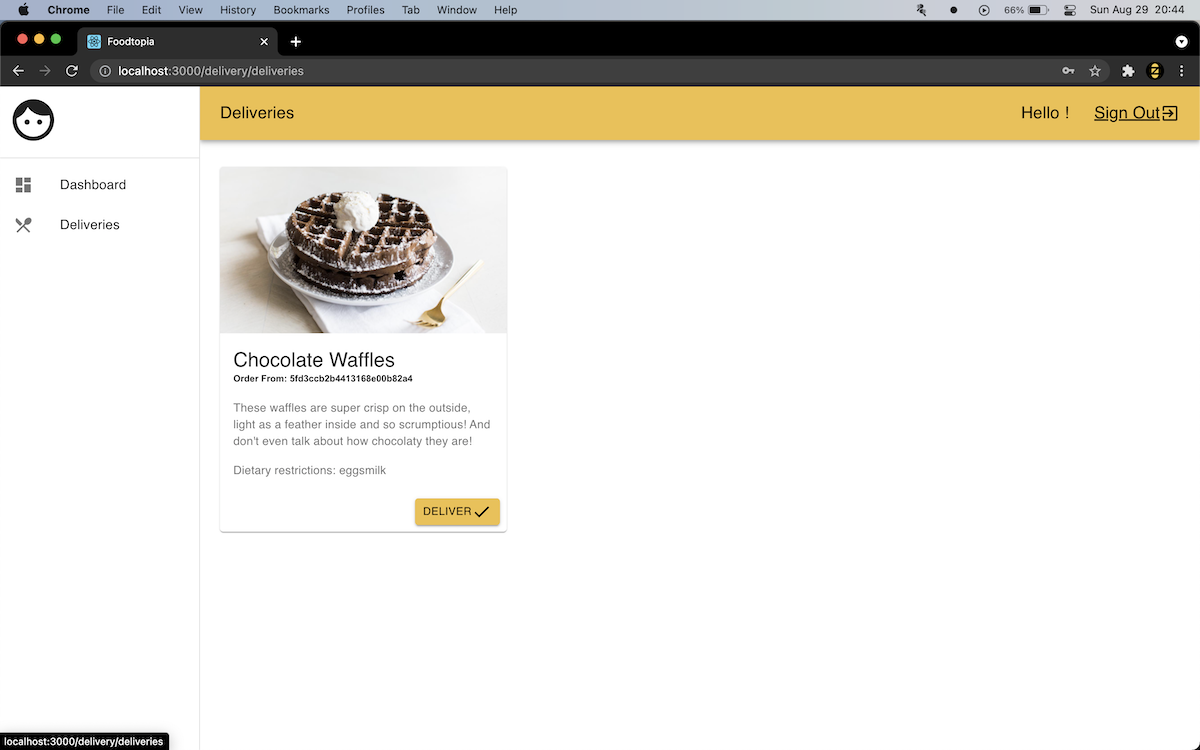 Chrome File Edit View History Bookmarks Profiles Tab Window Help 66% Sun Aug 29 20:44
Foodtopia
localhost:3000/delivery/deliveries
Deliveries Hello ! Sign Out
Dashboard
Deliveries
Chocolate Waffles
Order From: 5fd3ccb2b4413168e00b82a4
These waffles are super crisp on the outside,
light as a feather inside and so scrumptious! And
don't even talk about how chocolaty they are!
Dietary restrictions: eggsmilk
DELIVER
localhost:3000/delivery/deliveries